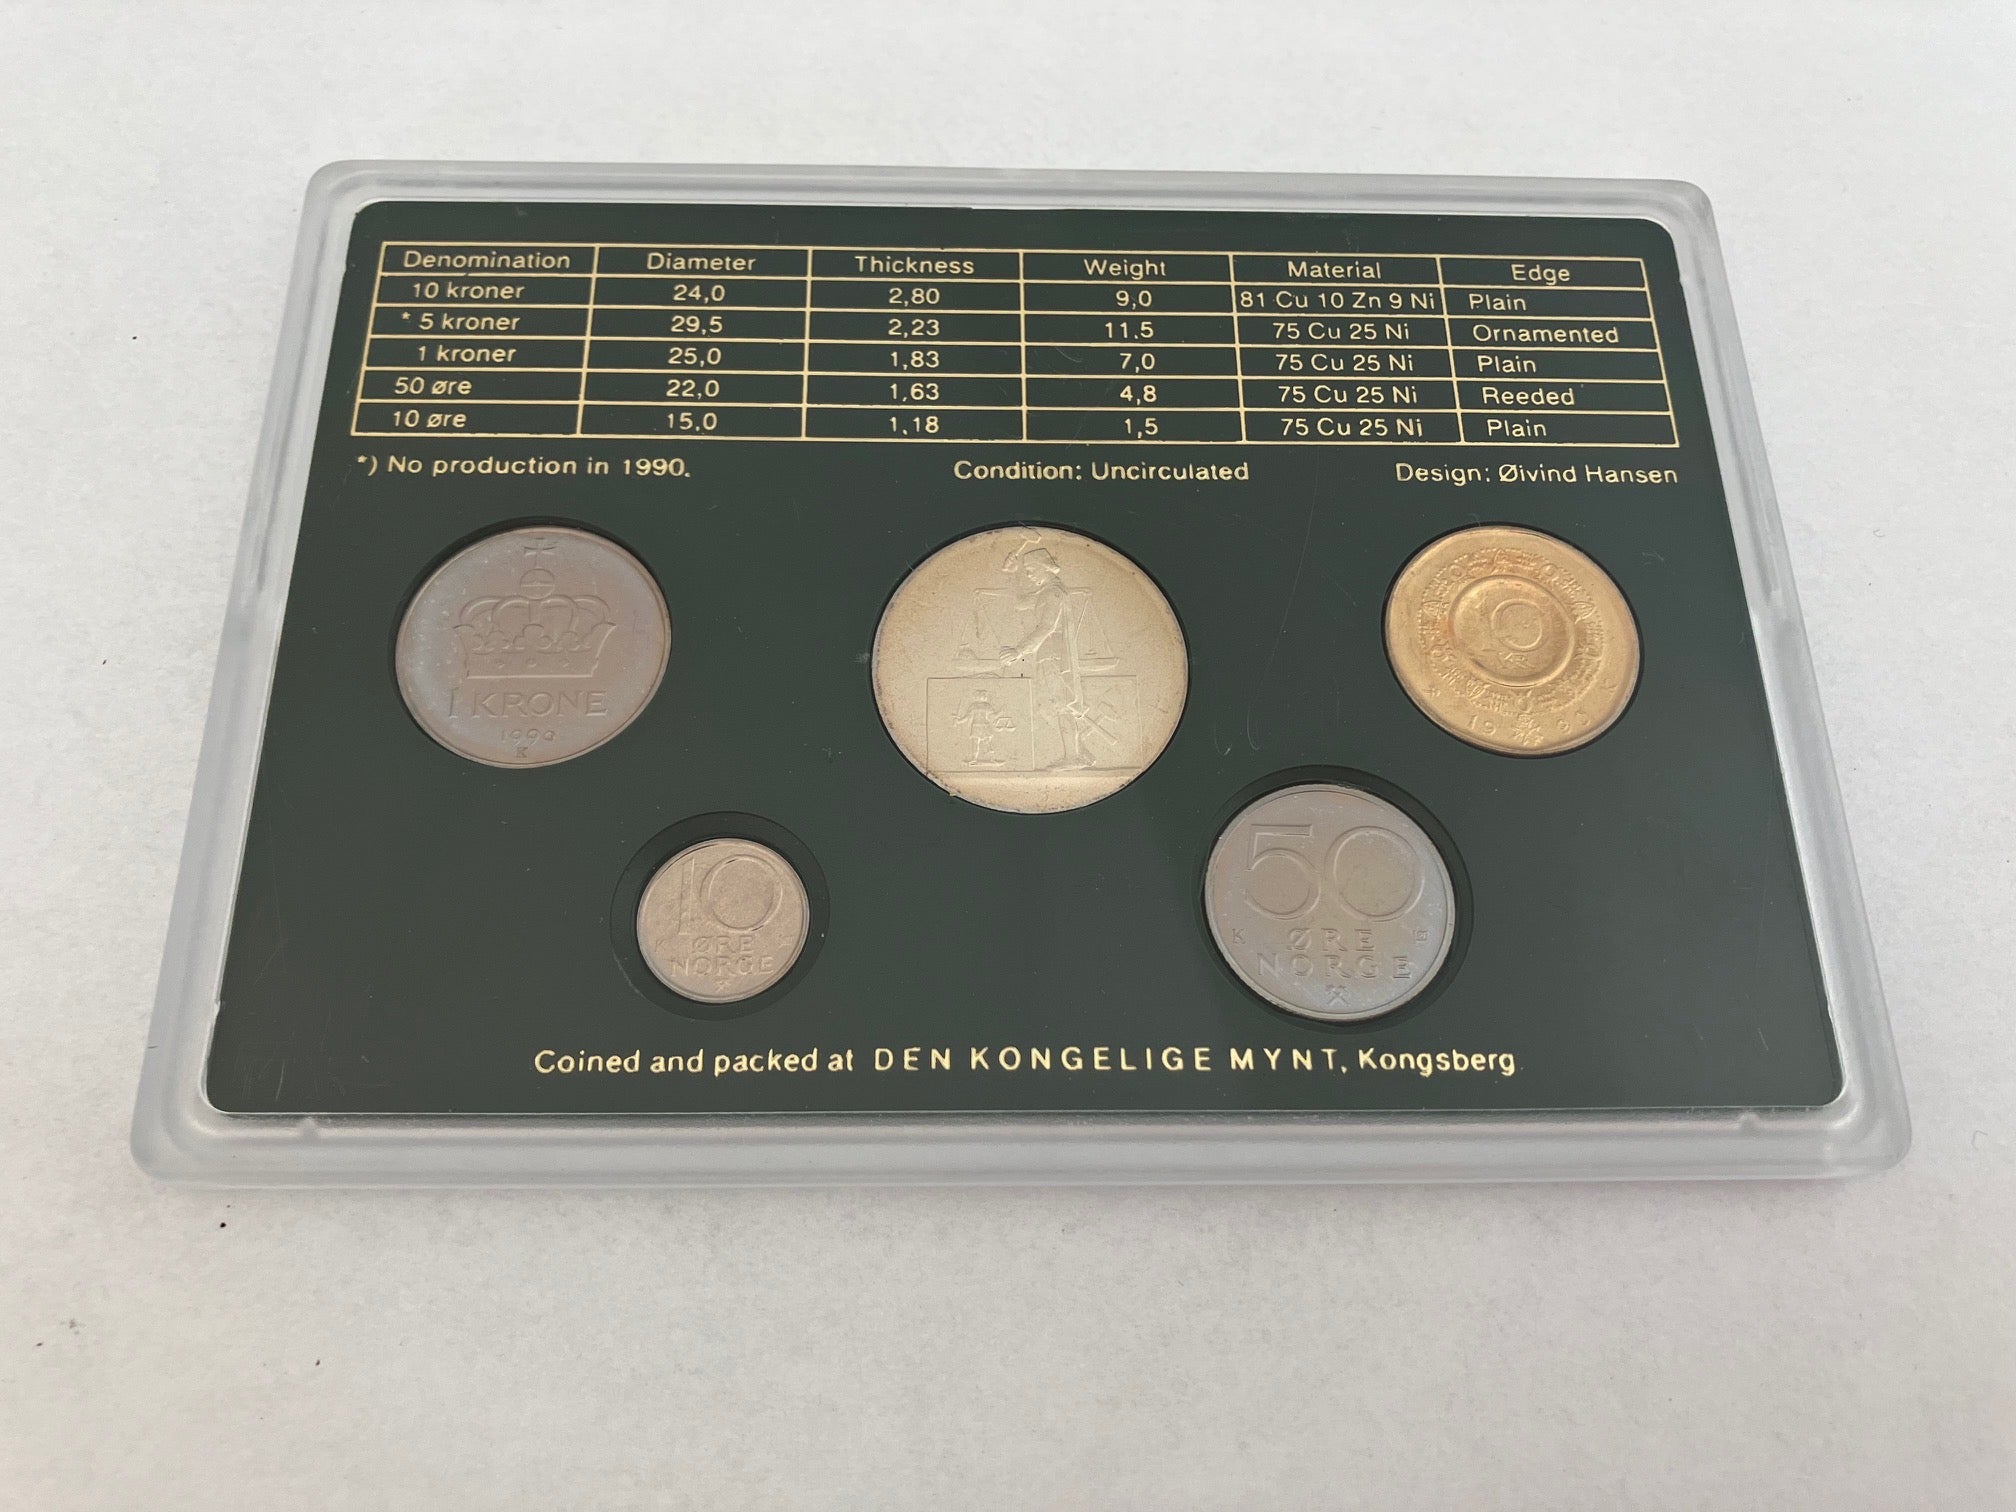 Denomination Diameter Thickness Weight Material Edge
10 kroner 24,0 2,80 9,0 81 Cu 10 Zn 9 Ni Plain
* 5 kroner 29,5 2,23 11,5 75 Cu 25 Ni Ornamented
1 kroner 25,0 1,83 7,0 75 Cu 25 Ni Plain
50 øre 22,0 1,63 4,8 75 Cu 25 Ni Reeded
10 øre 15,0 1,18 1,5 75 Cu 25 Ni Plain
*) No production in 1990. Condition: Uncirculated Design: Øivind Hansen
1 KRONE
1990
K
10
KR
K
10
K ØRE
NORGE
50
K ØRE
NORGE
Coined and packed at DEN KONGELIGE MYNT, Kongsberg